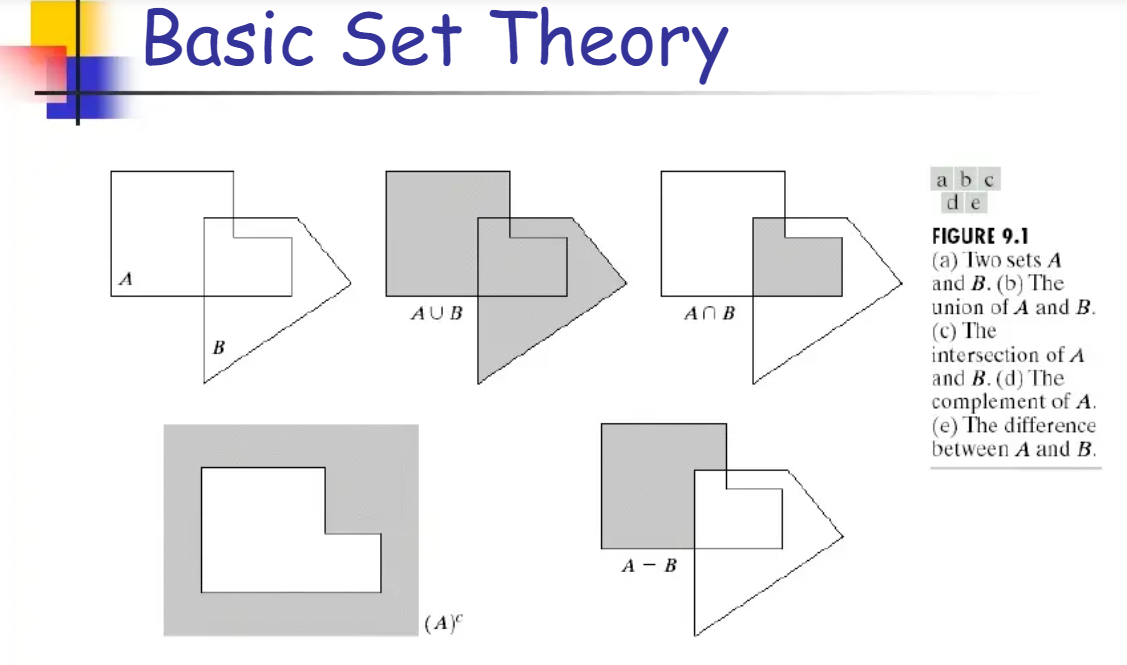 Basic Set Theory
A
B
A ∪ B
A ∩ B
(A)ᶜ
A − B
a b c
d e
FIGURE 9.1
(a) Two sets A
and B. (b) The
union of A and B.
(c) The
intersection of A
and B. (d) The
complement of A.
(e) The difference
between A and B.